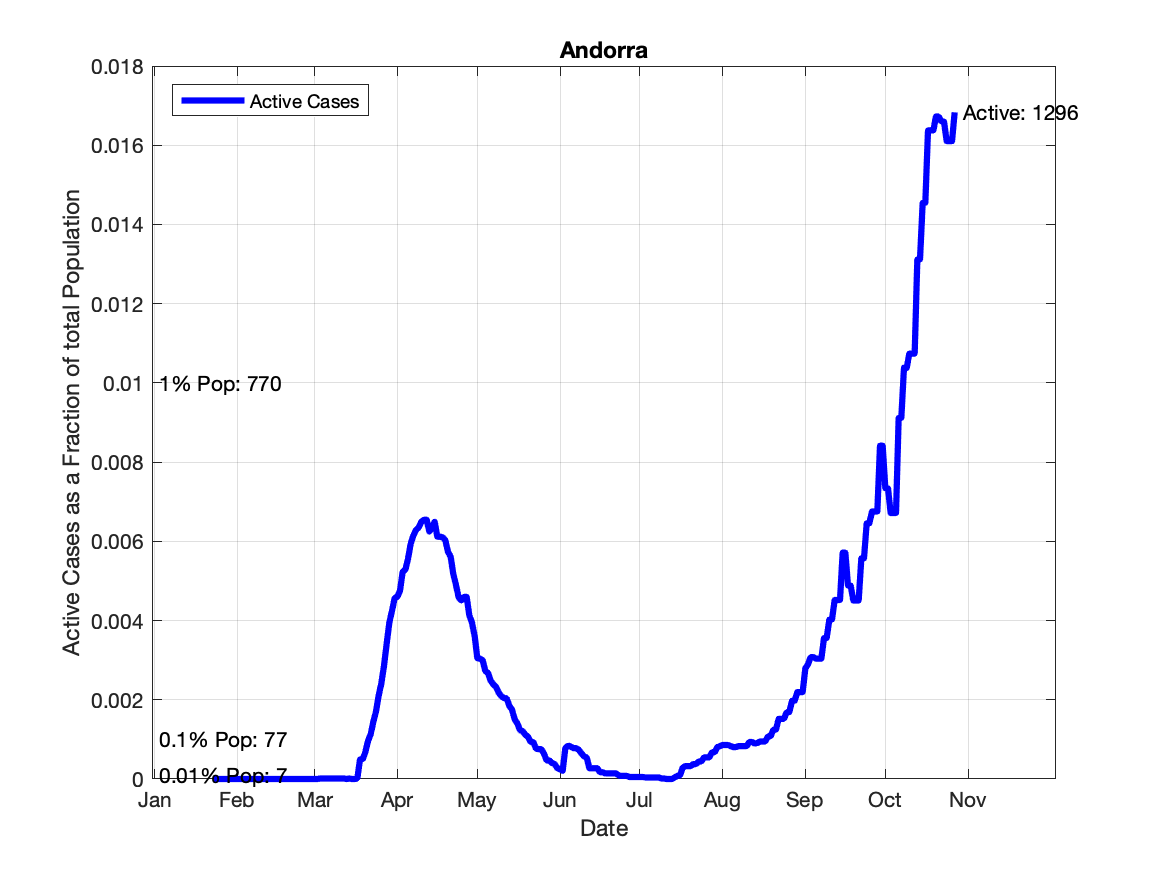 Andorra
0.018
0.016
0.014
0.012
0.01
0.008
0.006
0.004
0.002
0
Active Cases as a Fraction of total Population
Active Cases
Active: 1296
1% Pop: 770
0.1% Pop: 77
0.01% Pop: 7
Jan Feb Mar Apr May Jun Jul Aug Sep Oct Nov
Date